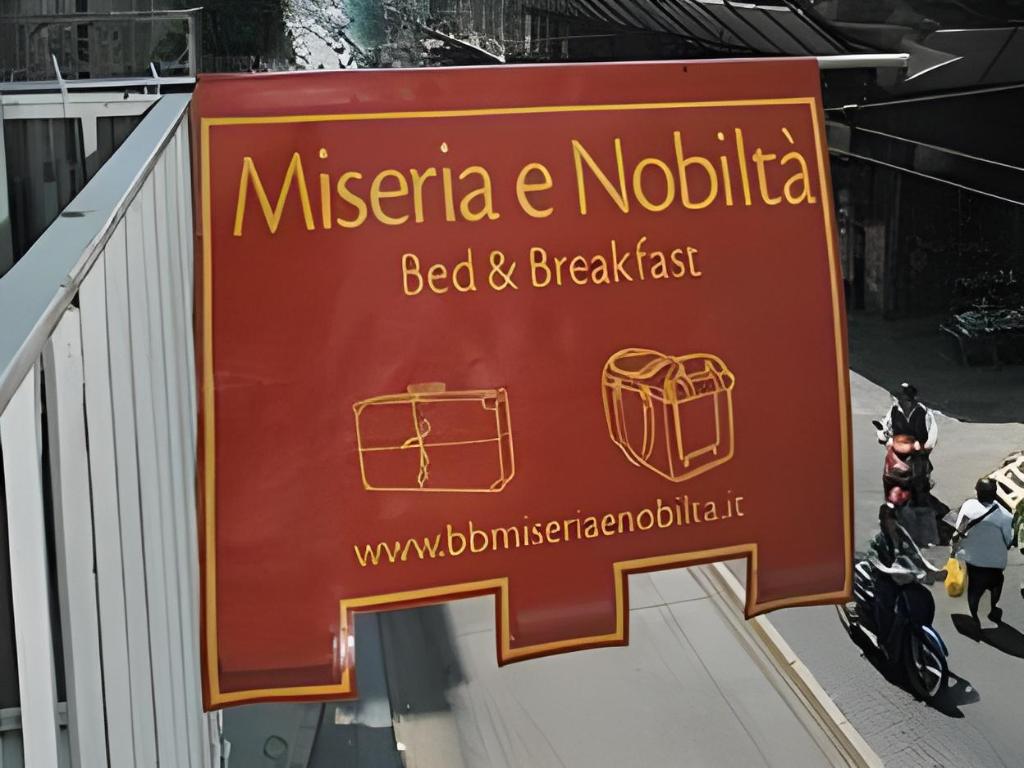 Miseria e Nobiltà
Bed & Breakfast
www.bbmiseriaenobilta.it